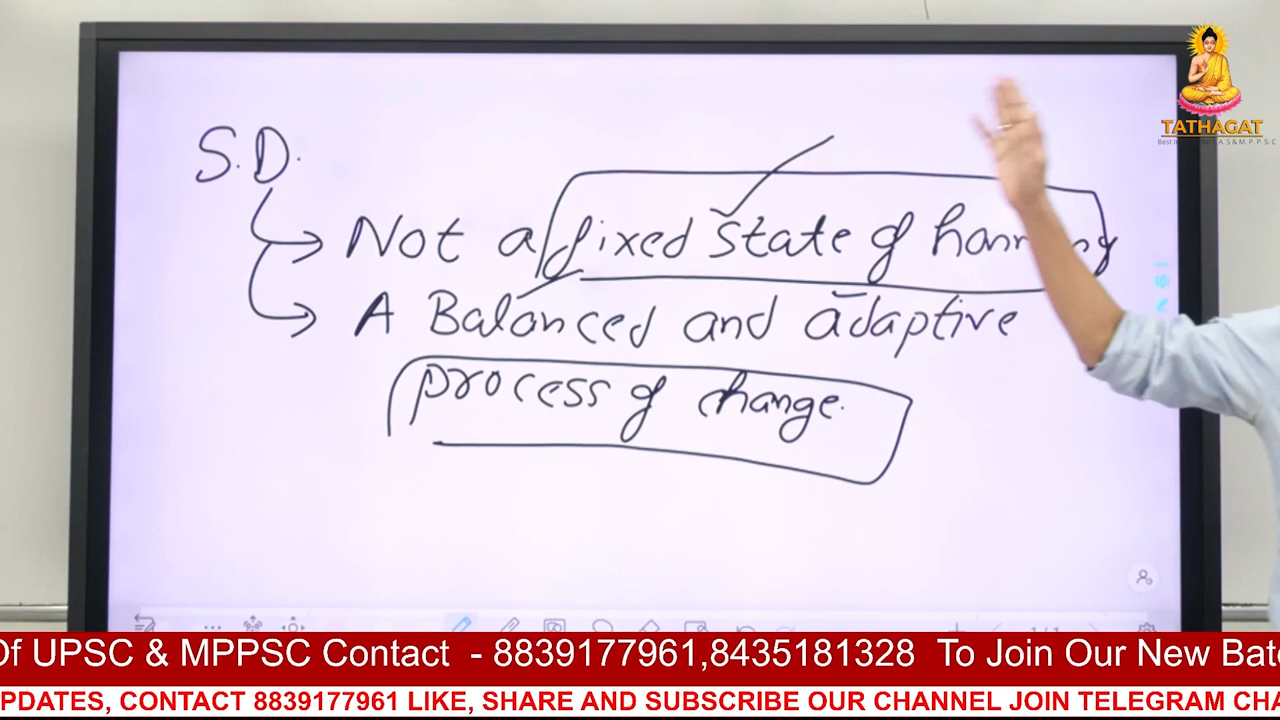 S.D.
Not a fixed state of
A Balanced and adaptive
process of change.
TATHAGAT
Of UPSC & MPPSC Contact - 8839177961,8435181328 To Join Our New Batc
PDATES, CONTACT 8839177961 LIKE, SHARE AND SUBSCRIBE OUR CHANNEL JOIN TELEGRAM CHA